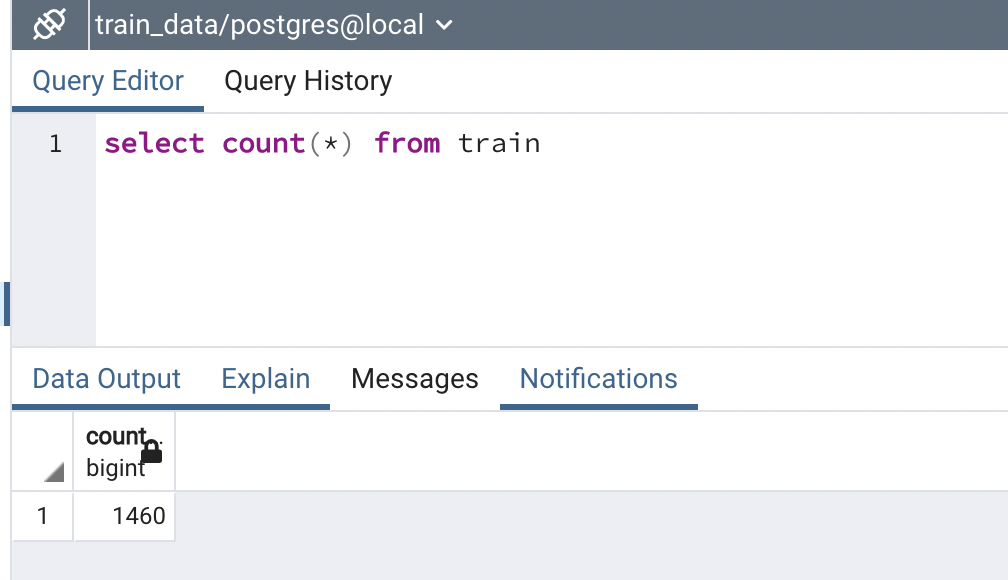 train_data/postgres@local
Query Editor Query History
1 select count(*) from train
Data Output Explain Messages Notifications
count
bigint
1 1460